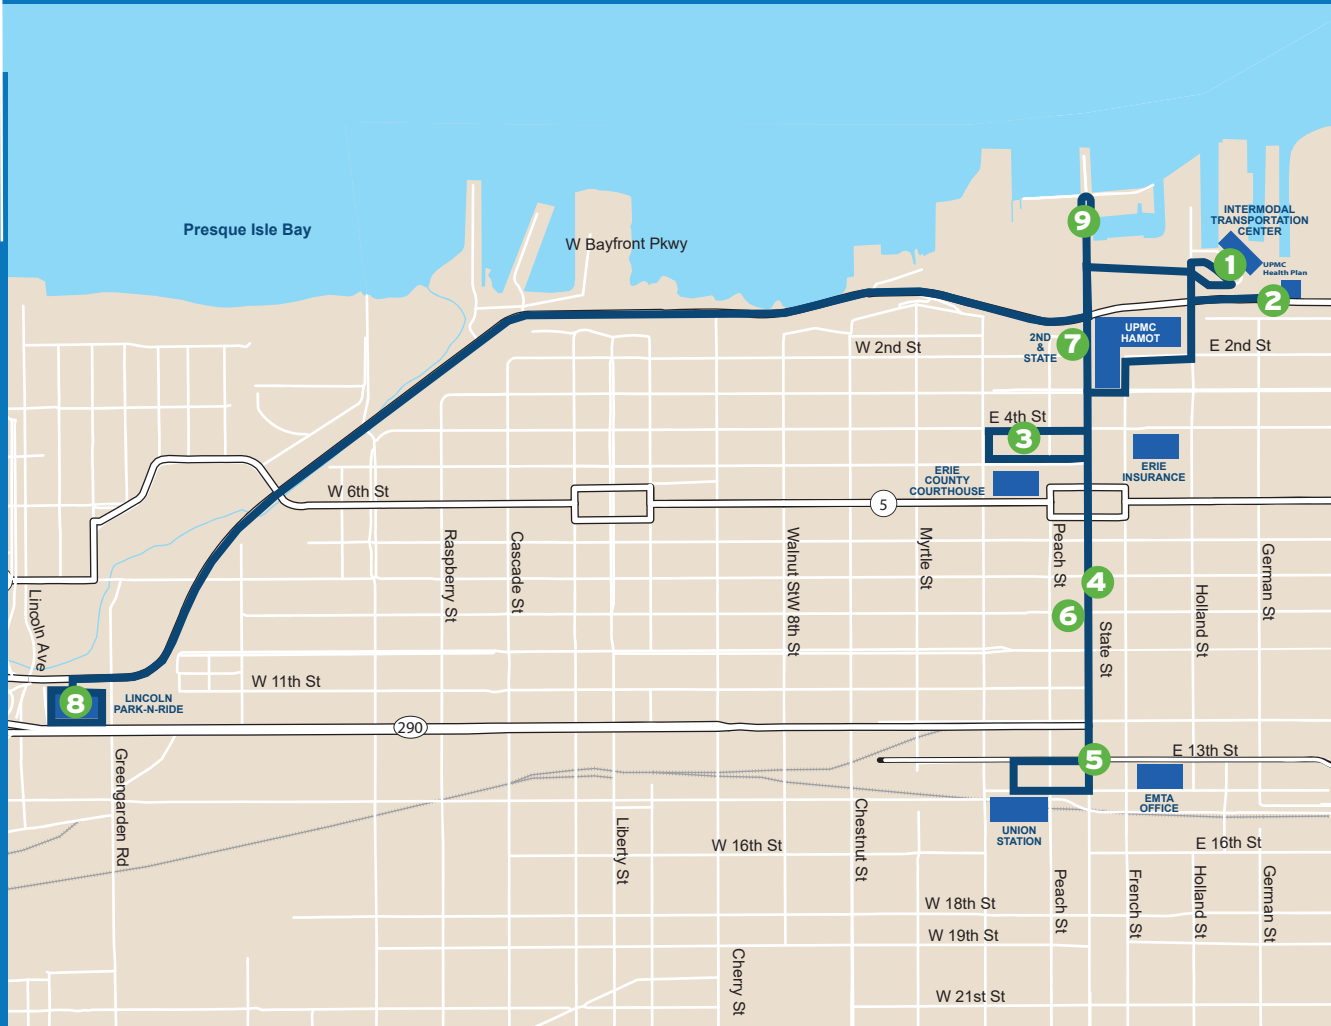 9
INTERMODAL
TRANSPORTATION
CENTER
Presque Isle Bay
W Bayfront Pkwy
1
UPMC
Health Plan
2
UPMC
HAMOT
2ND
&
STATE
7
W 2nd St
E 2nd St
E 4th St
3
ERIE
COUNTY
COURTHOUSE
ERIE
INSURANCE
W 6th St
5
Raspberry St
Cascade St
Walnut St
W 8th St
Myrtle St
Peach St
4
6
State St
Holland St
German St
Lincoln Ave
W 11th St
8
LINCOLN
PARK-N-RIDE
290
5
E 13th St
EMTA
OFFICE
UNION
STATION
Greengarden Rd
Liberty St
W 16th St
Chestnut St
E 16th St
Peach St
French St
Holland St
German St
W 18th St
W 19th St
Cherry St
W 21st St